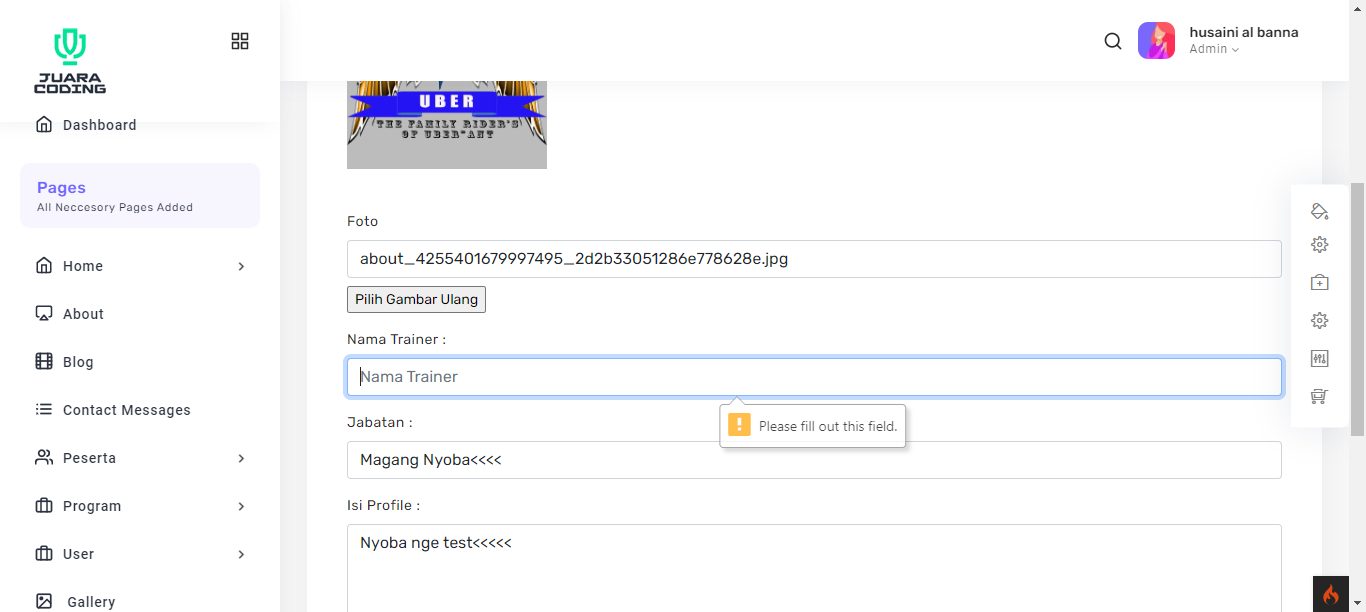 JUARA
CODING
husaini al banna
Admin
Dashboard
Pages
All Neccesory Pages Added
Home
About
Blog
Contact Messages
Peserta
Program
User
Gallery
UBER
THE FAMILY RIDER'S
OF UBER"ANT
Foto
about_4255401679997495_2d2b33051286e778628e.jpg
Pilih Gambar Ulang
Nama Trainer :
Nama Trainer
Please fill out this field.
Jabatan :
Magang Nyoba<<<<
Isi Profile :
Nyoba nge test<<<<<